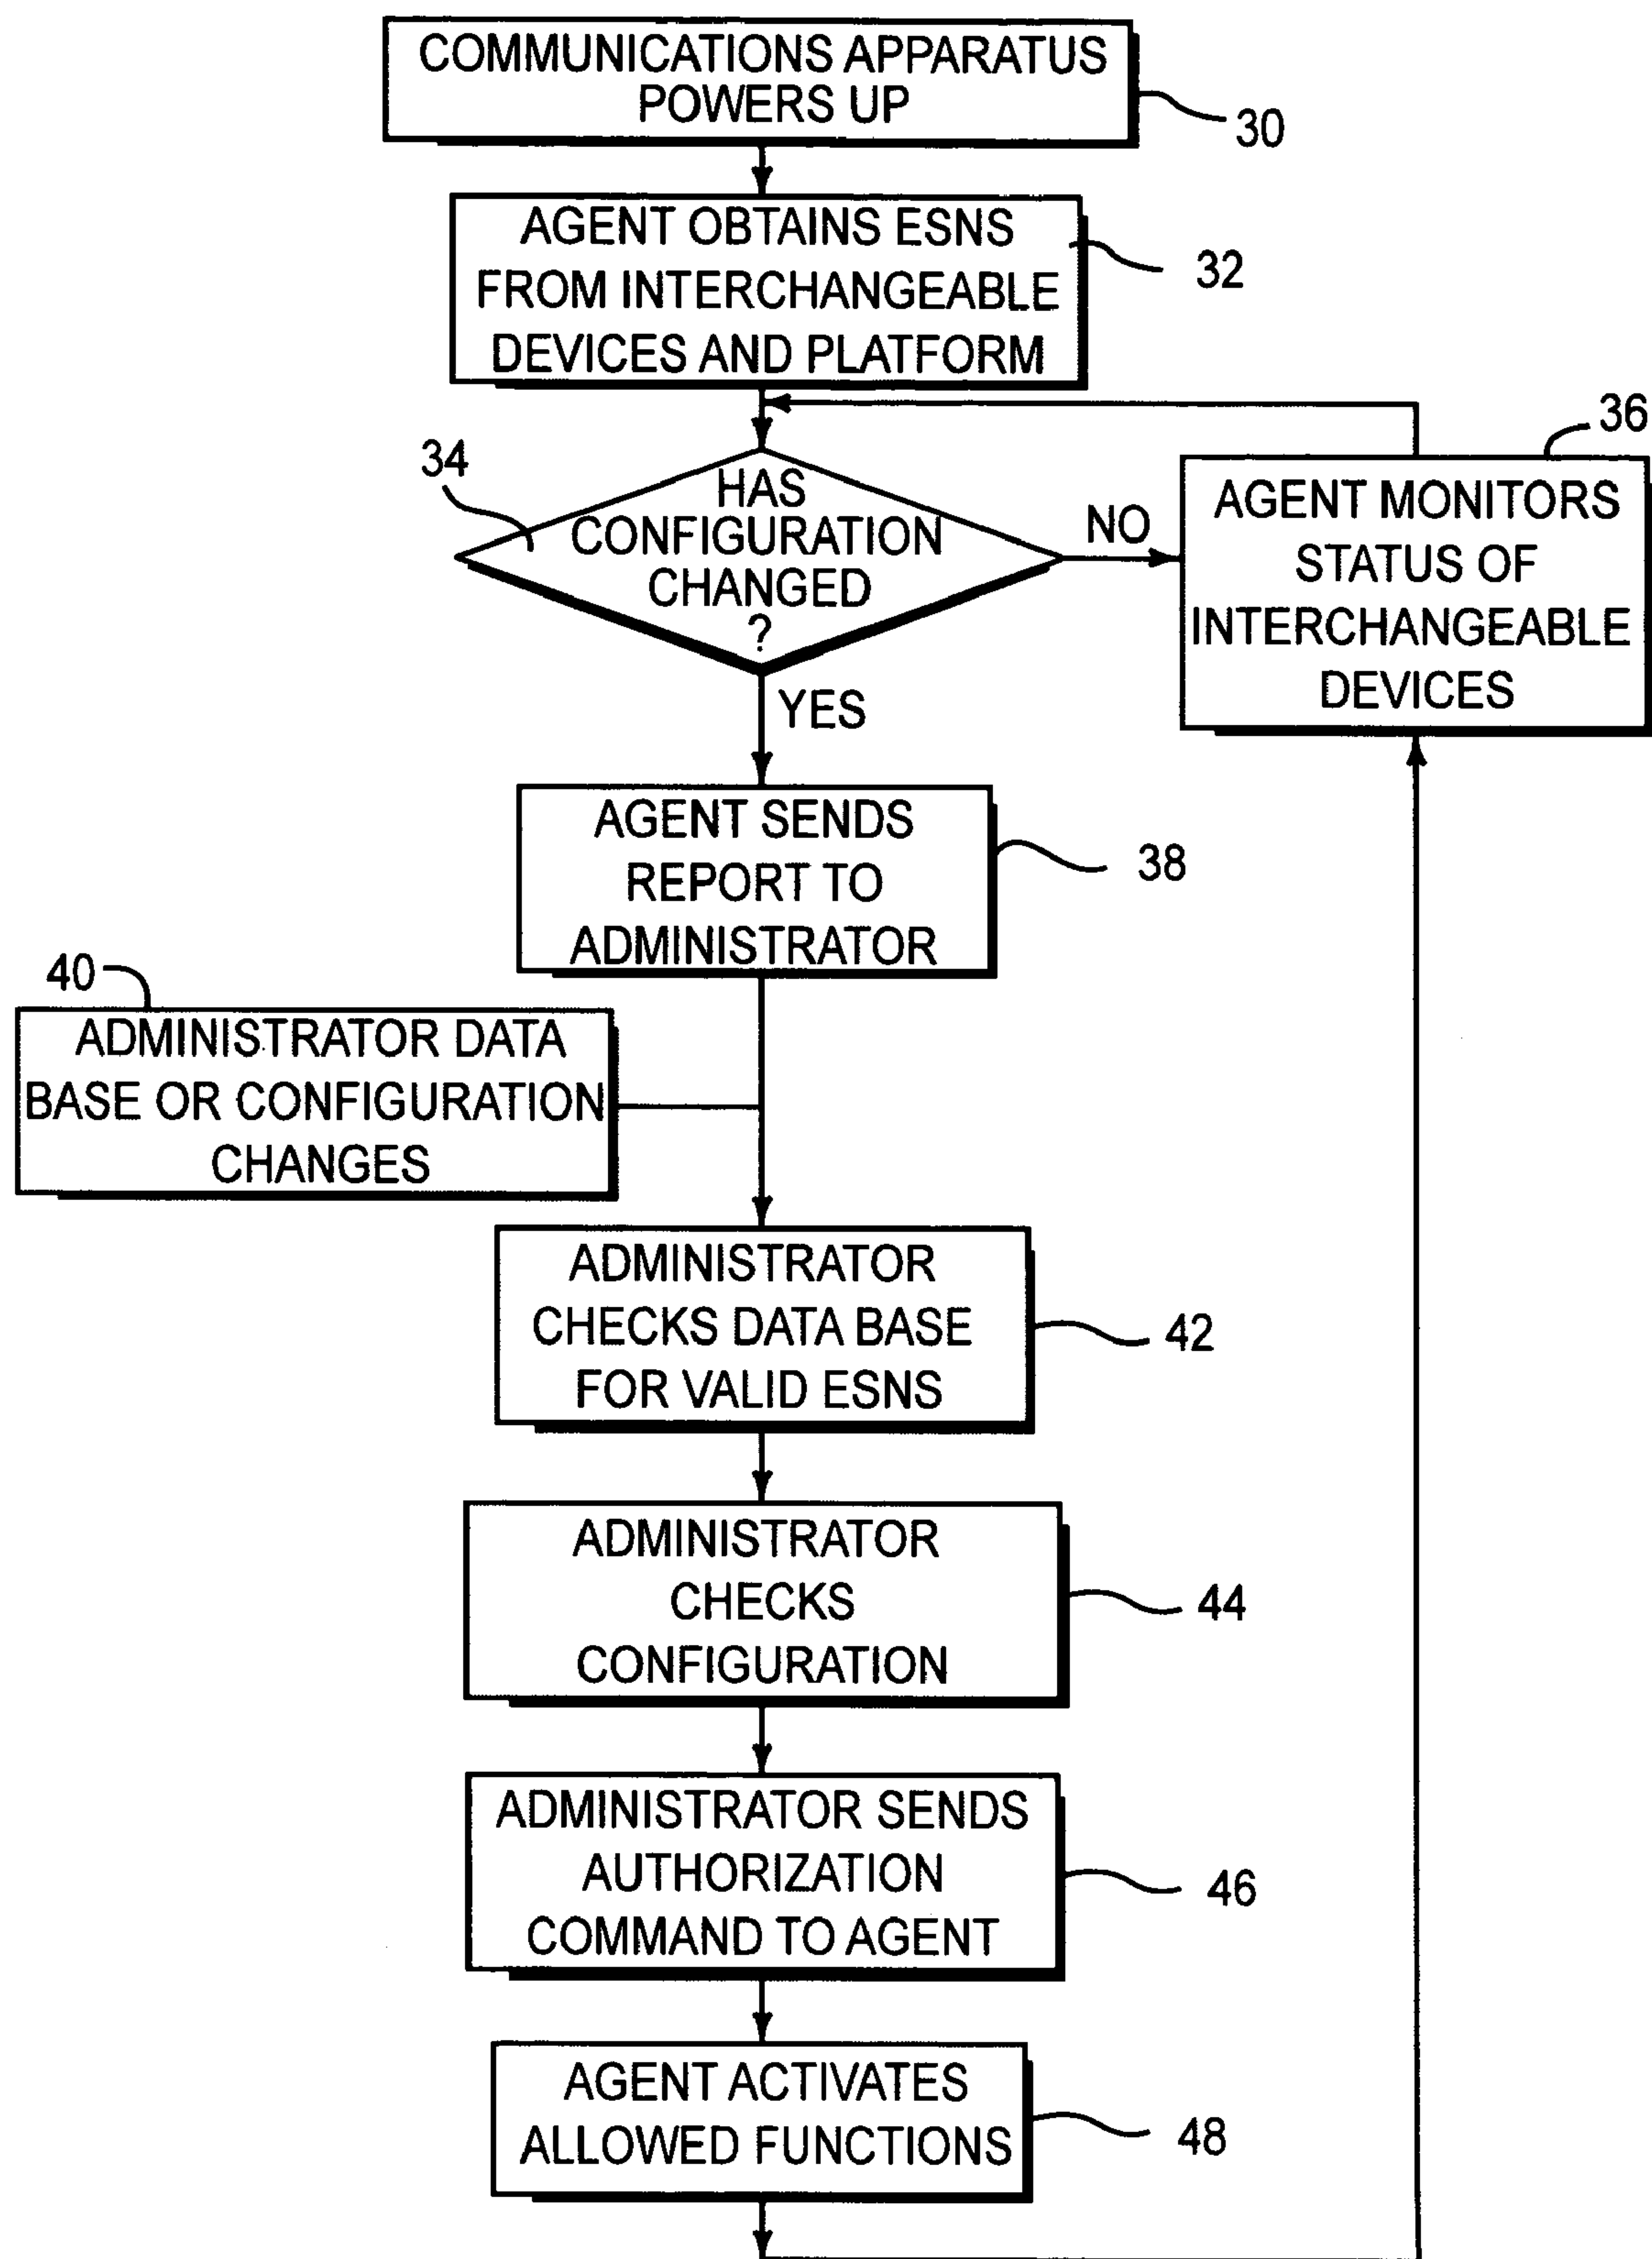 COMMUNICATIONS APPARATUS
POWERS UP
30
AGENT OBTAINS ESNS
FROM INTERCHANGEABLE
DEVICES AND PLATFORM
32
34
HAS
CONFIGURATION
CHANGED
?
NO
YES
36
AGENT MONITORS
STATUS OF
INTERCHANGEABLE
DEVICES
AGENT SENDS
REPORT TO
ADMINISTRATOR
38
40
ADMINISTRATOR DATA
BASE OR CONFIGURATION
CHANGES
ADMINISTRATOR
CHECKS DATA BASE
FOR VALID ESNS
42
ADMINISTRATOR
CHECKS
CONFIGURATION
44
ADMINISTRATOR SENDS
AUTHORIZATION
COMMAND TO AGENT
46
AGENT ACTIVATES
ALLOWED FUNCTIONS
48